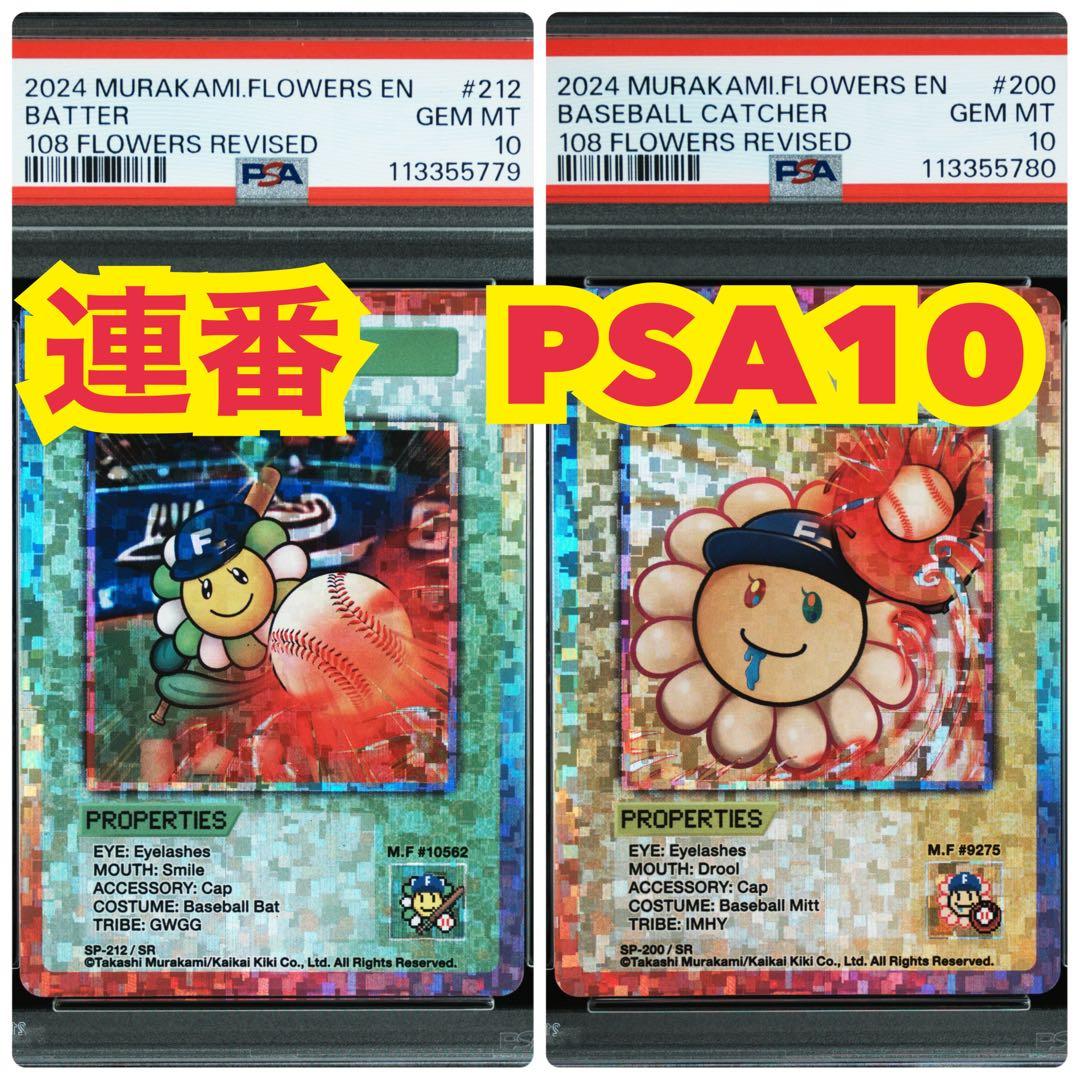 2024 MURAKAMI.FLOWERS EN #212
BATTER GEM MT
108 FLOWERS REVISED 10
PSA 113355779
2024 MURAKAMI.FLOWERS EN #200
BASEBALL CATCHER GEM MT
108 FLOWERS REVISED 10
PSA 113355780
連番 PSA10
F
F
PROPERTIES
EYE: Eyelashes
MOUTH: Smile
ACCESSORY: Cap
COSTUME: Baseball Bat
TRIBE: GWGG
M.F #10562
F
SP-212 / SR
©Takashi Murakami/Kaikai Kiki Co., Ltd. All Rights Reserved.
PROPERTIES
EYE: Eyelashes
MOUTH: Drool
ACCESSORY: Cap
COSTUME: Baseball Mitt
TRIBE: IMHY
M.F #9275
F
SP-200 / SR
©Takashi Murakami/Kaikai Kiki Co., Ltd. All Rights Reserved.